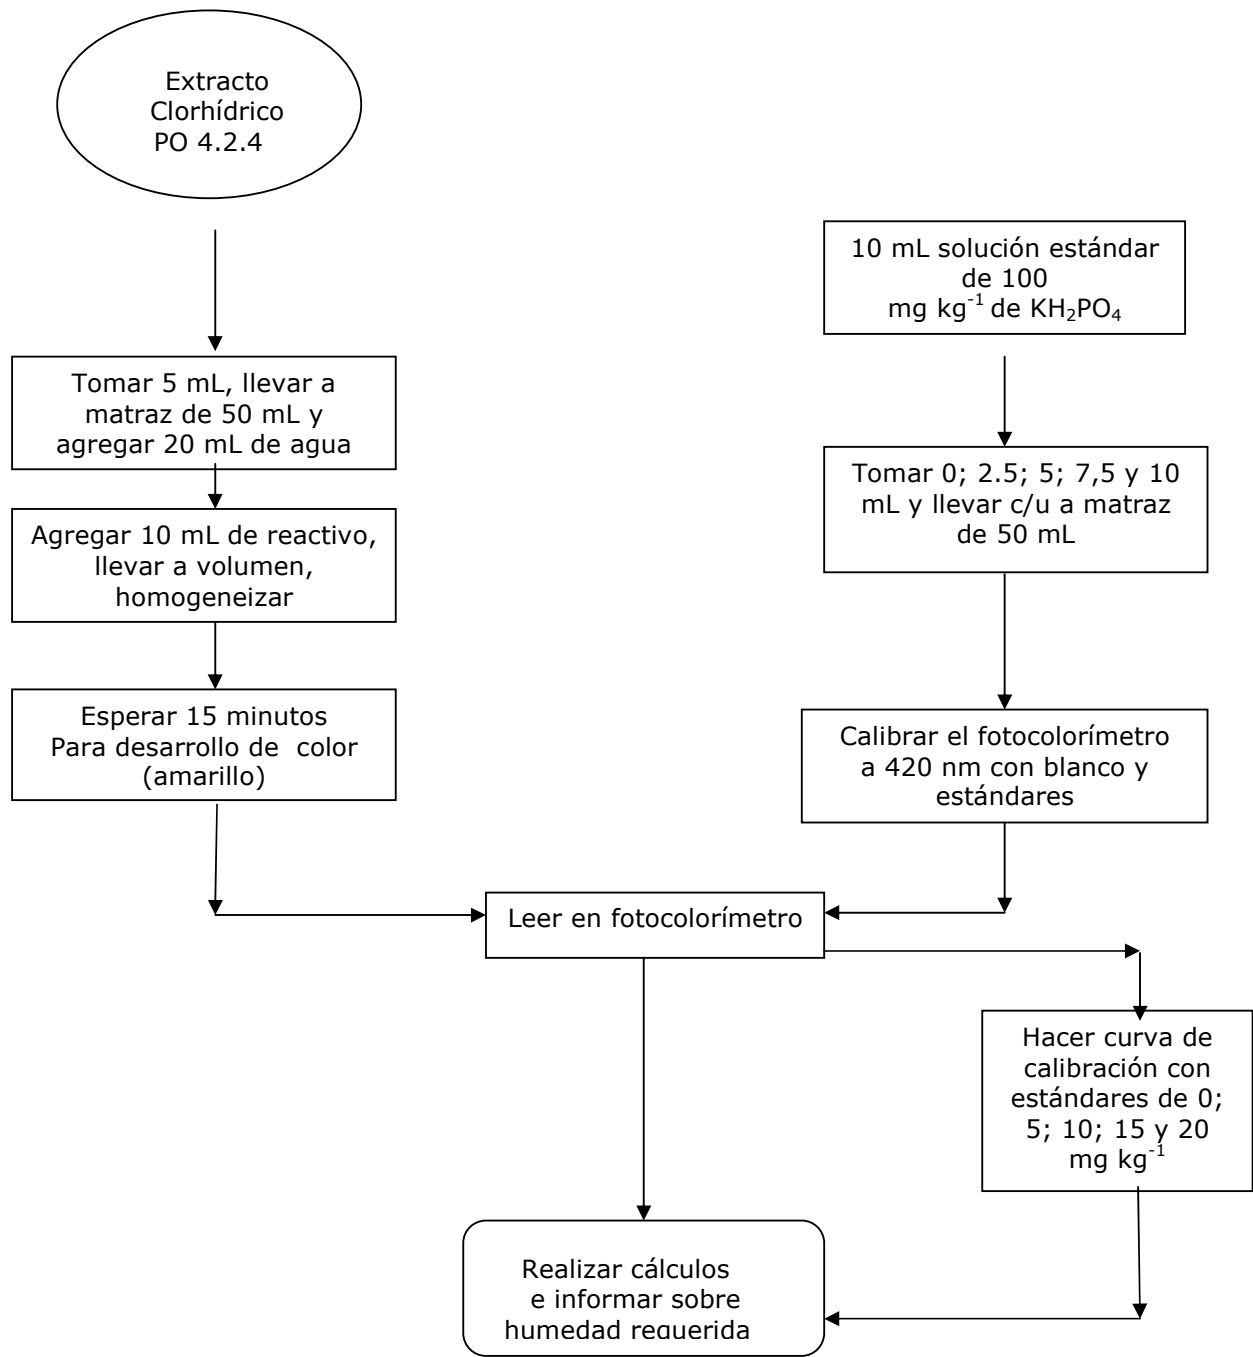 Extracto
Clorhídrico
PO 4.2.4
10 mL solución estándar
de 100
mg kg⁻¹ de KH₂PO₄
Tomar 5 mL, llevar a
matraz de 50 mL y
agregar 20 mL de agua
Tomar 0; 2.5; 5; 7,5 y 10
mL y llevar c/u a matraz
de 50 mL
Agregar 10 mL de reactivo,
llevar a volumen,
homogeneizar
Esperar 15 minutos
Para desarrollo de color
(amarillo)
Calibrar el fotocolorímetro
a 420 nm con blanco y
estándares
Leer en fotocolorímetro
Hacer curva de
calibración con
estándares de 0;
5; 10; 15 y 20
mg kg⁻¹
Realizar cálculos
e informar sobre
humedad requerida